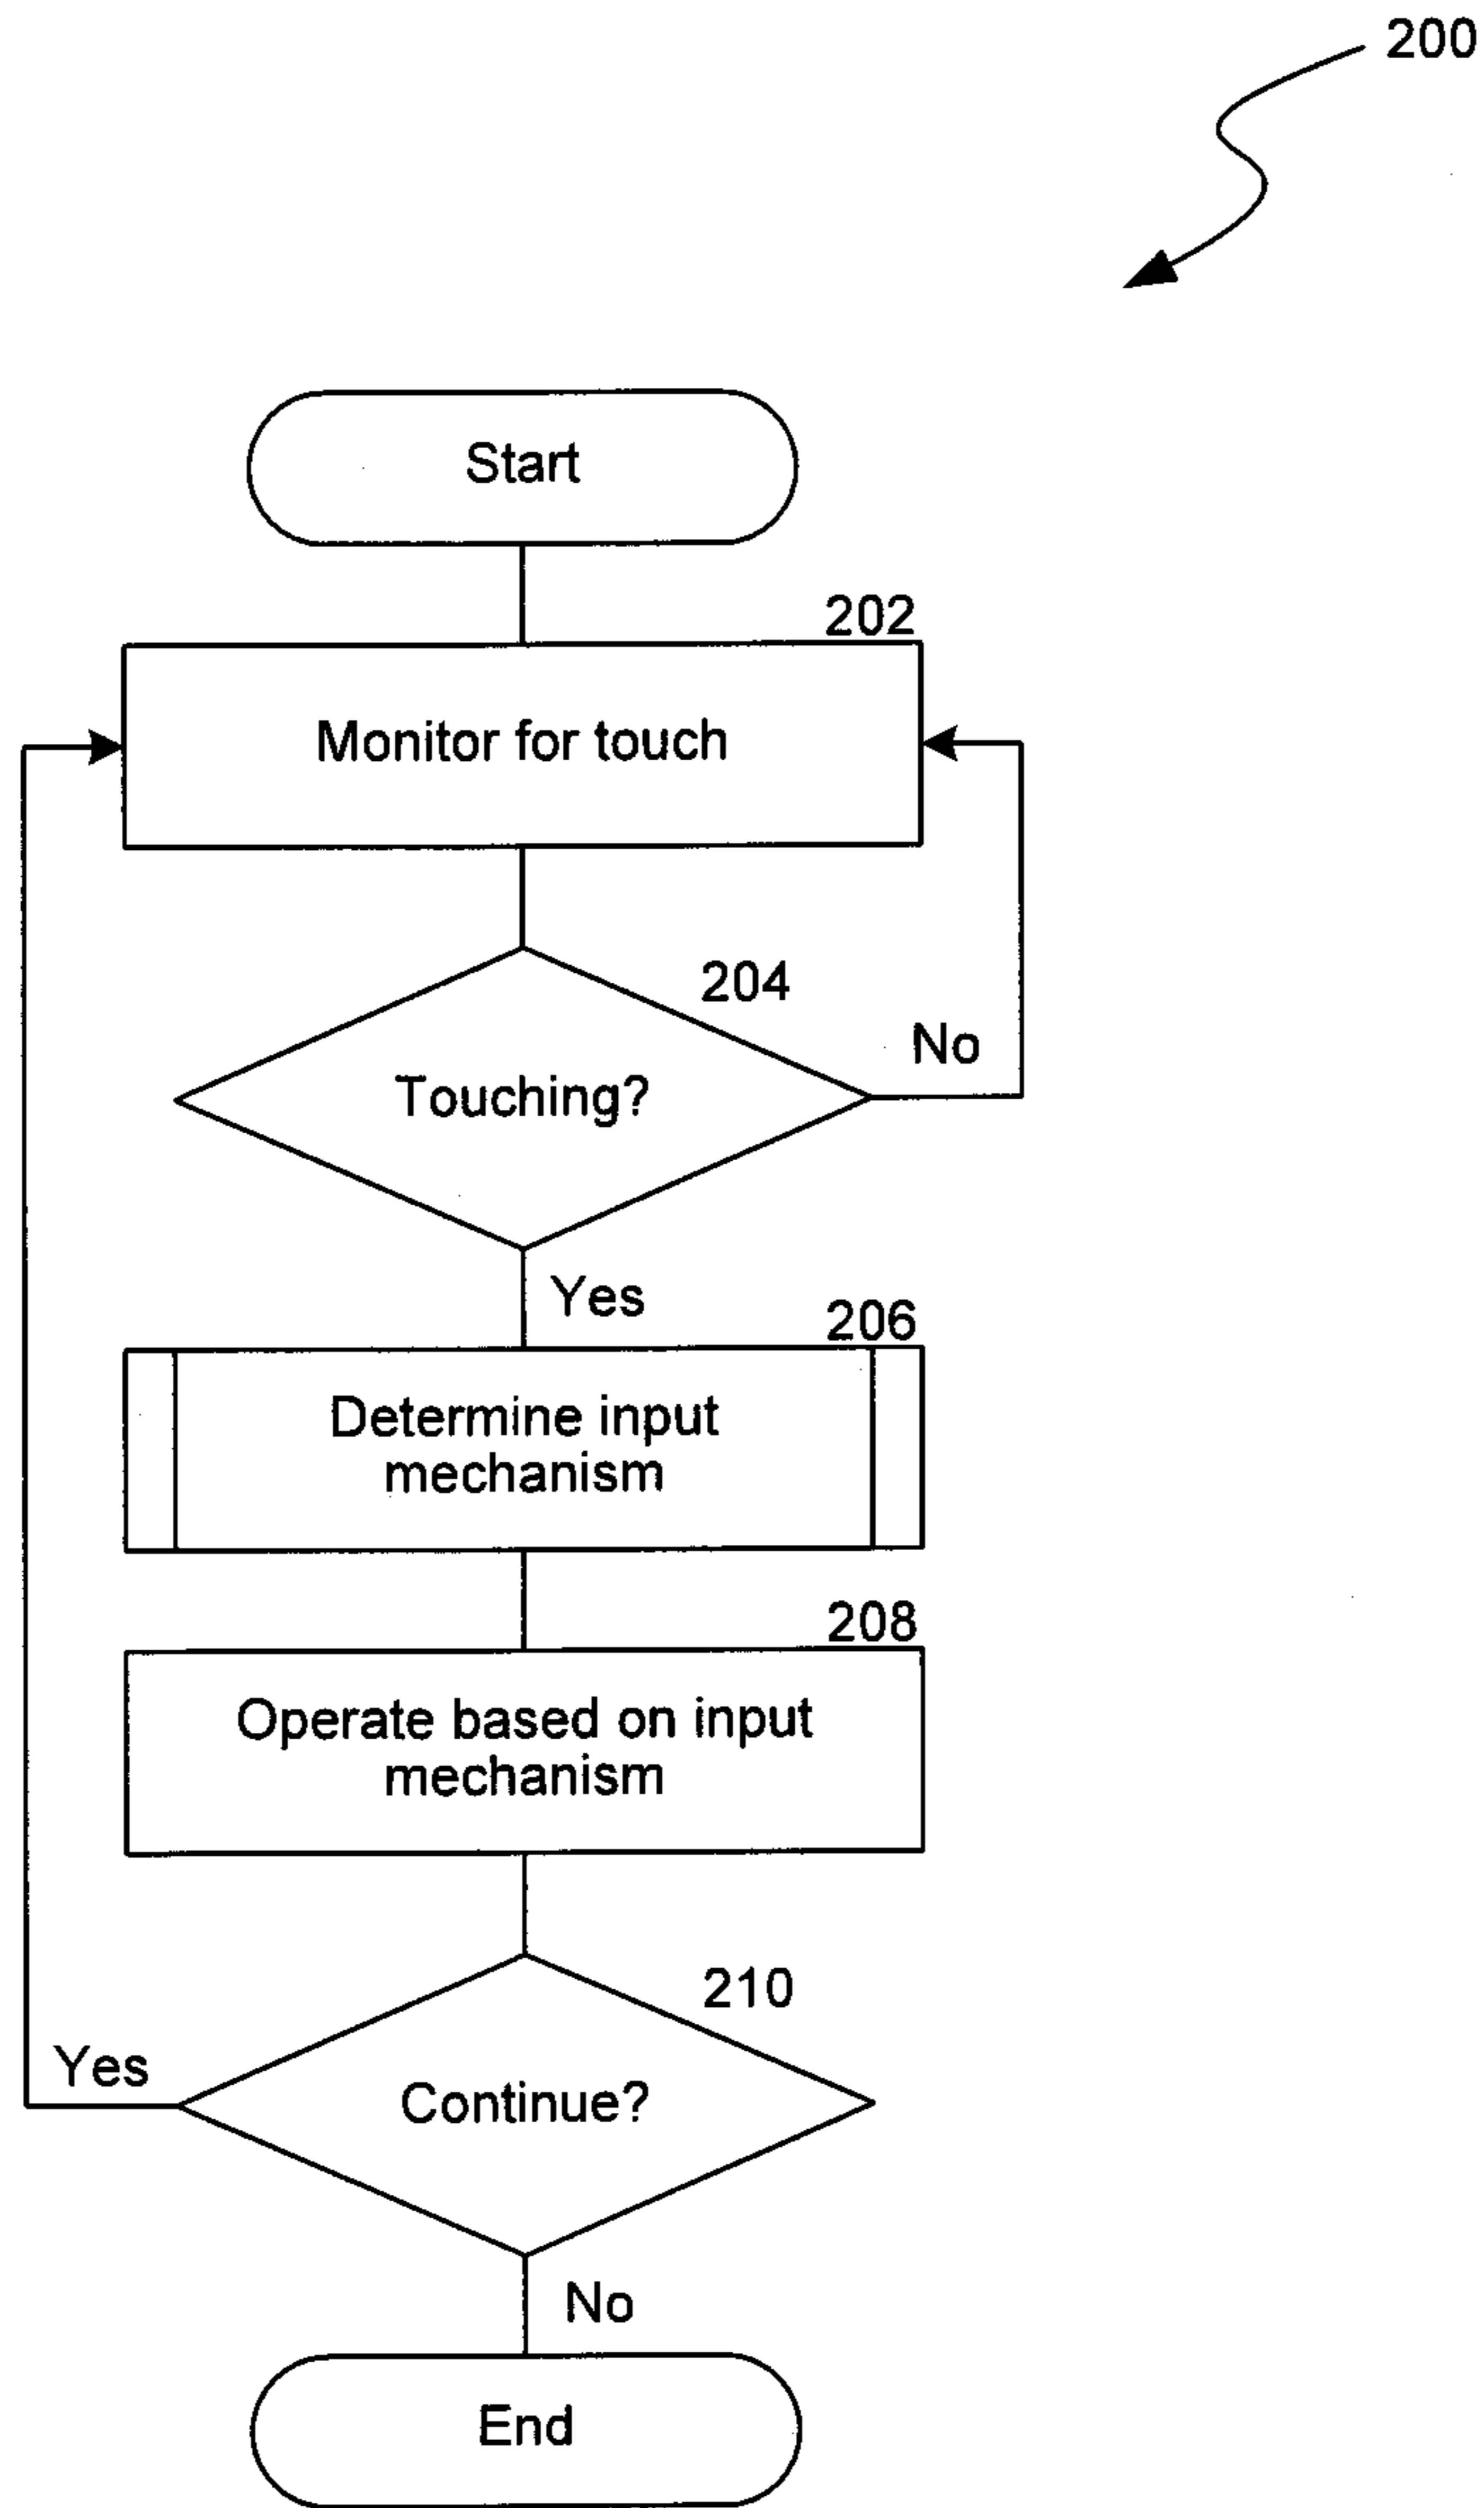 200
Start
202
Monitor for touch
204
No
Touching?
Yes
206
Determine input
mechanism
208
Operate based on input
mechanism
210
Yes
Continue?
No
End